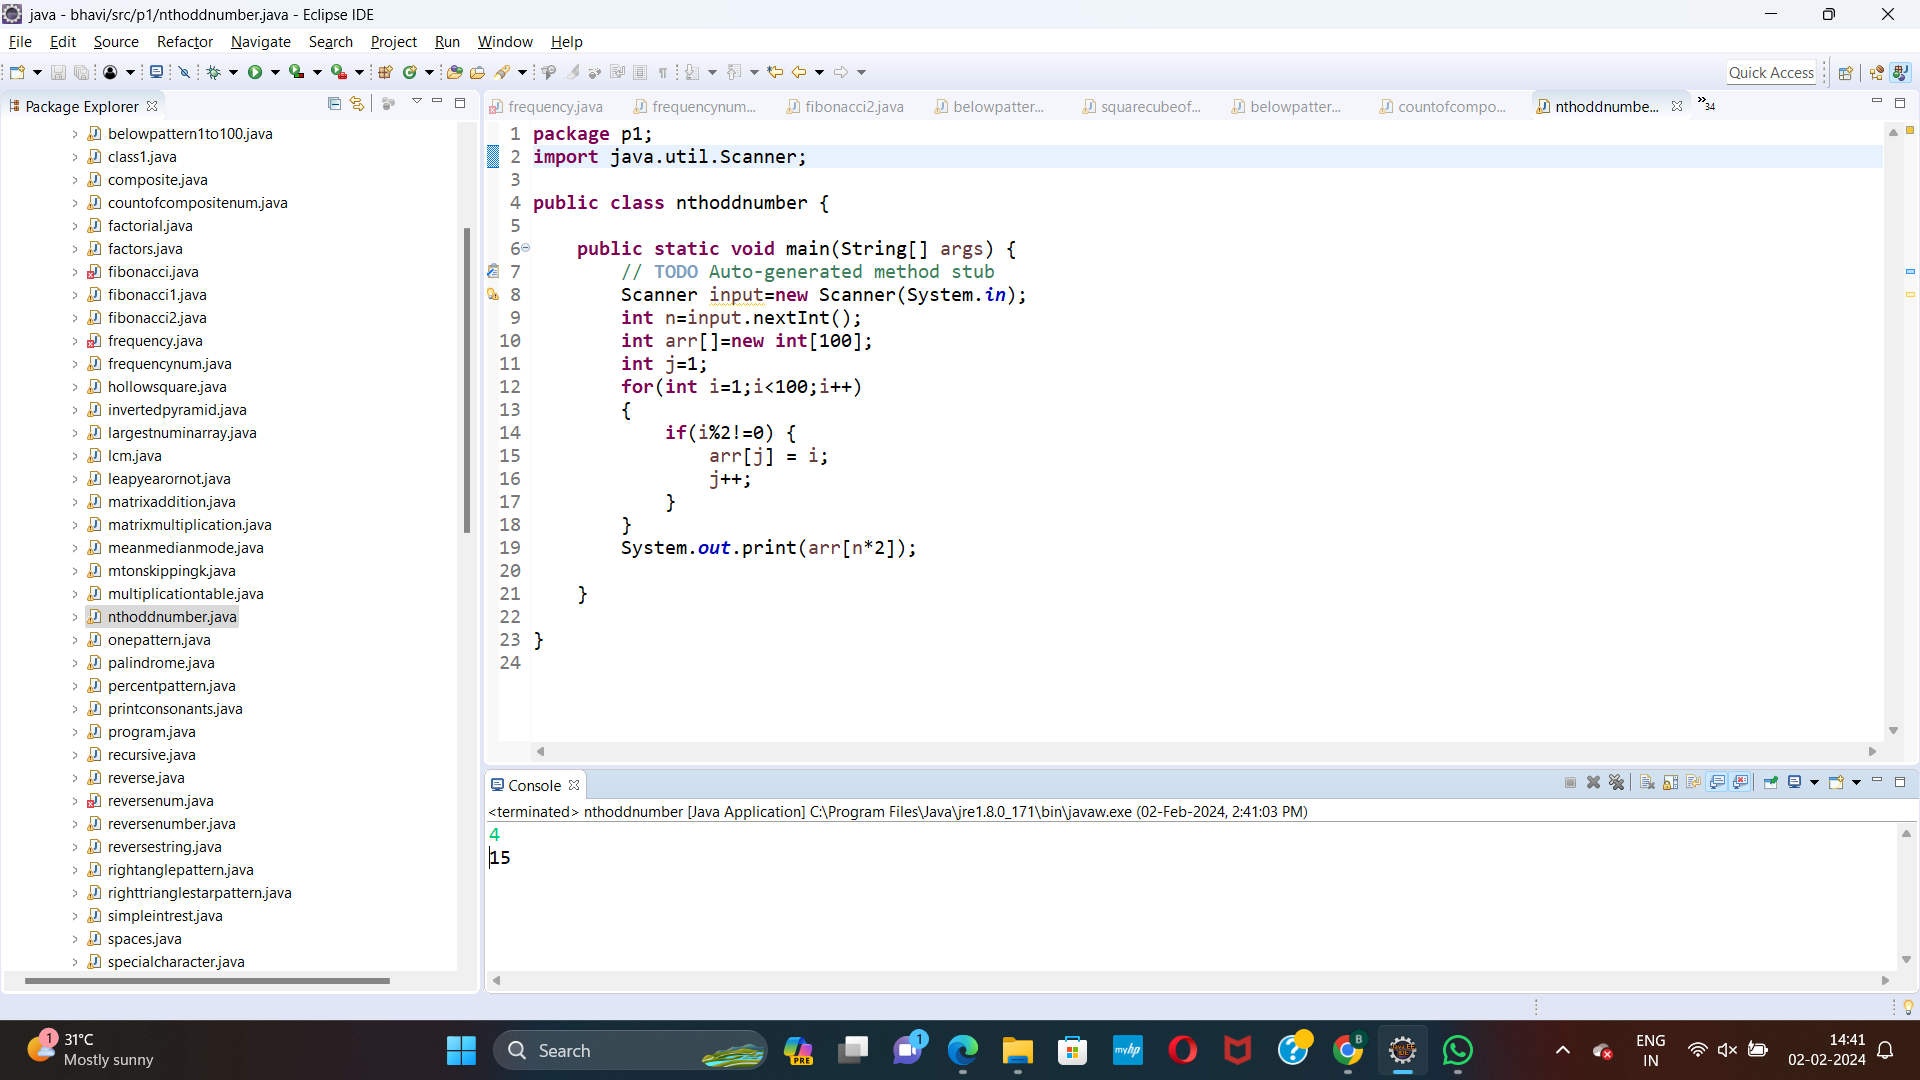 java - bhavi/src/p1/nthoddnumber.java - Eclipse IDE
File Edit Source Refactor Navigate Search Project Run Window Help
Quick Access
Package Explorer
frequency.java frequencynum... fibonacci2.java belowpatter... squarecubeof... belowpatter... countofcompo... nthoddnumbe... »34
belowpattern1to100.java
class1.java
composite.java
countofcompositenum.java
factorial.java
factors.java
fibonacci.java
fibonacci1.java
fibonacci2.java
frequency.java
frequencynum.java
hollowsquare.java
invertedpyramid.java
largestnuminarray.java
lcm.java
leapyearornot.java
matrixaddition.java
matrixmultiplication.java
meanmedianmode.java
mtonskippingk.java
multiplicationtable.java
nthoddnumber.java
onepattern.java
palindrome.java
percentpattern.java
printconsonants.java
program.java
recursive.java
reverse.java
reversenum.java
reversenumber.java
reversestring.java
rightanglepattern.java
righttrianglestarpattern.java
simpleintrest.java
spaces.java
specialcharacter.java
1 package p1;
2 import java.util.Scanner;
3
4 public class nthoddnumber {
5
6 public static void main(String[] args) {
7 // TODO Auto-generated method stub
8 Scanner input=new Scanner(System.in);
9 int n=input.nextInt();
10 int arr[]=new int[100];
11 int j=1;
12 for(int i=1;i<100;i++)
13 {
14 if(i%2!=0) {
15 arr[j] = i;
16 j++;
17 }
18 }
19 System.out.print(arr[n*2]);
20
21 }
22
23 }
24
Console
<terminated> nthoddnumber [Java Application] C:\Program Files\Java\jre1.8.0_171\bin\javaw.exe (02-Feb-2024, 2:41:03 PM)
4
15
1
31°C
Mostly sunny
Search
PRE
1
myhp
B
ENG
IN
14:41
02-02-2024